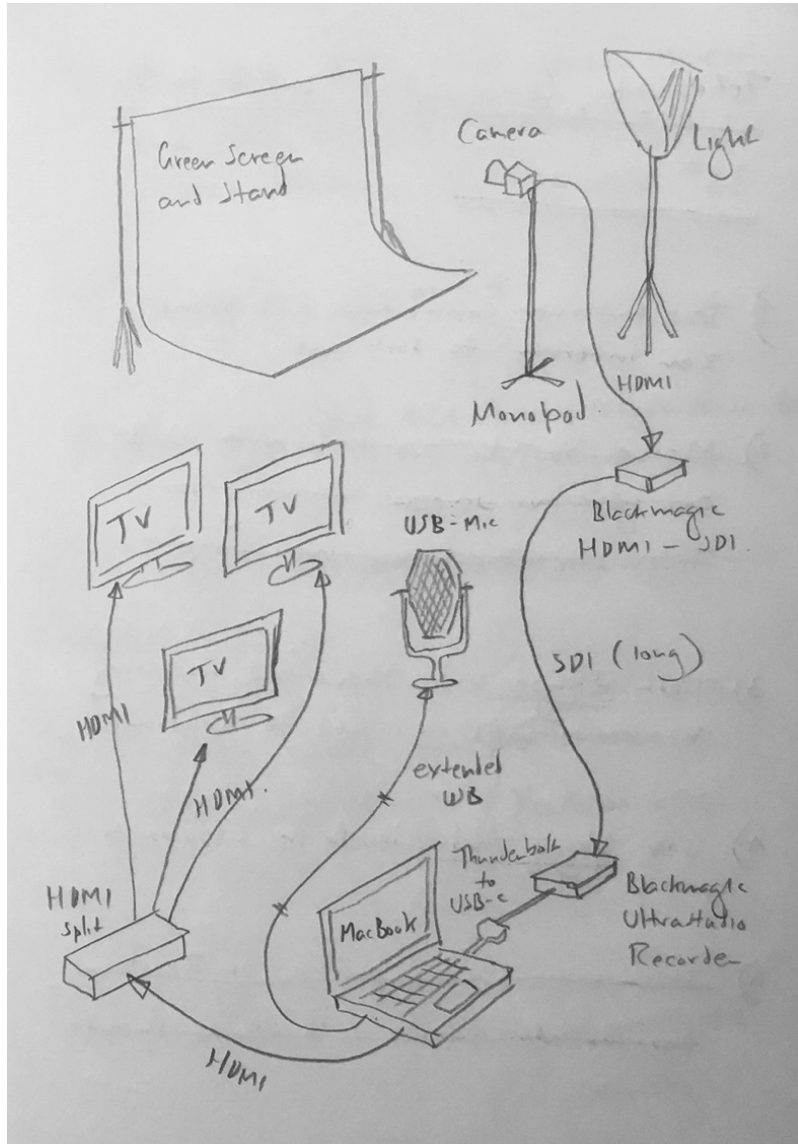 Green Screen
and Stand
Camera
Light
HDMI
Monopod.
Blackmagic
HDMI - SDI
TV
TV
TV
USB-Mic
SDI (long)
HDMI
HDMI.
extended
USB
Thunderbolt
to
USB-C
HDMI
Split
MacBook
Blackmagic
UltraStudio
Recorder
HDMI